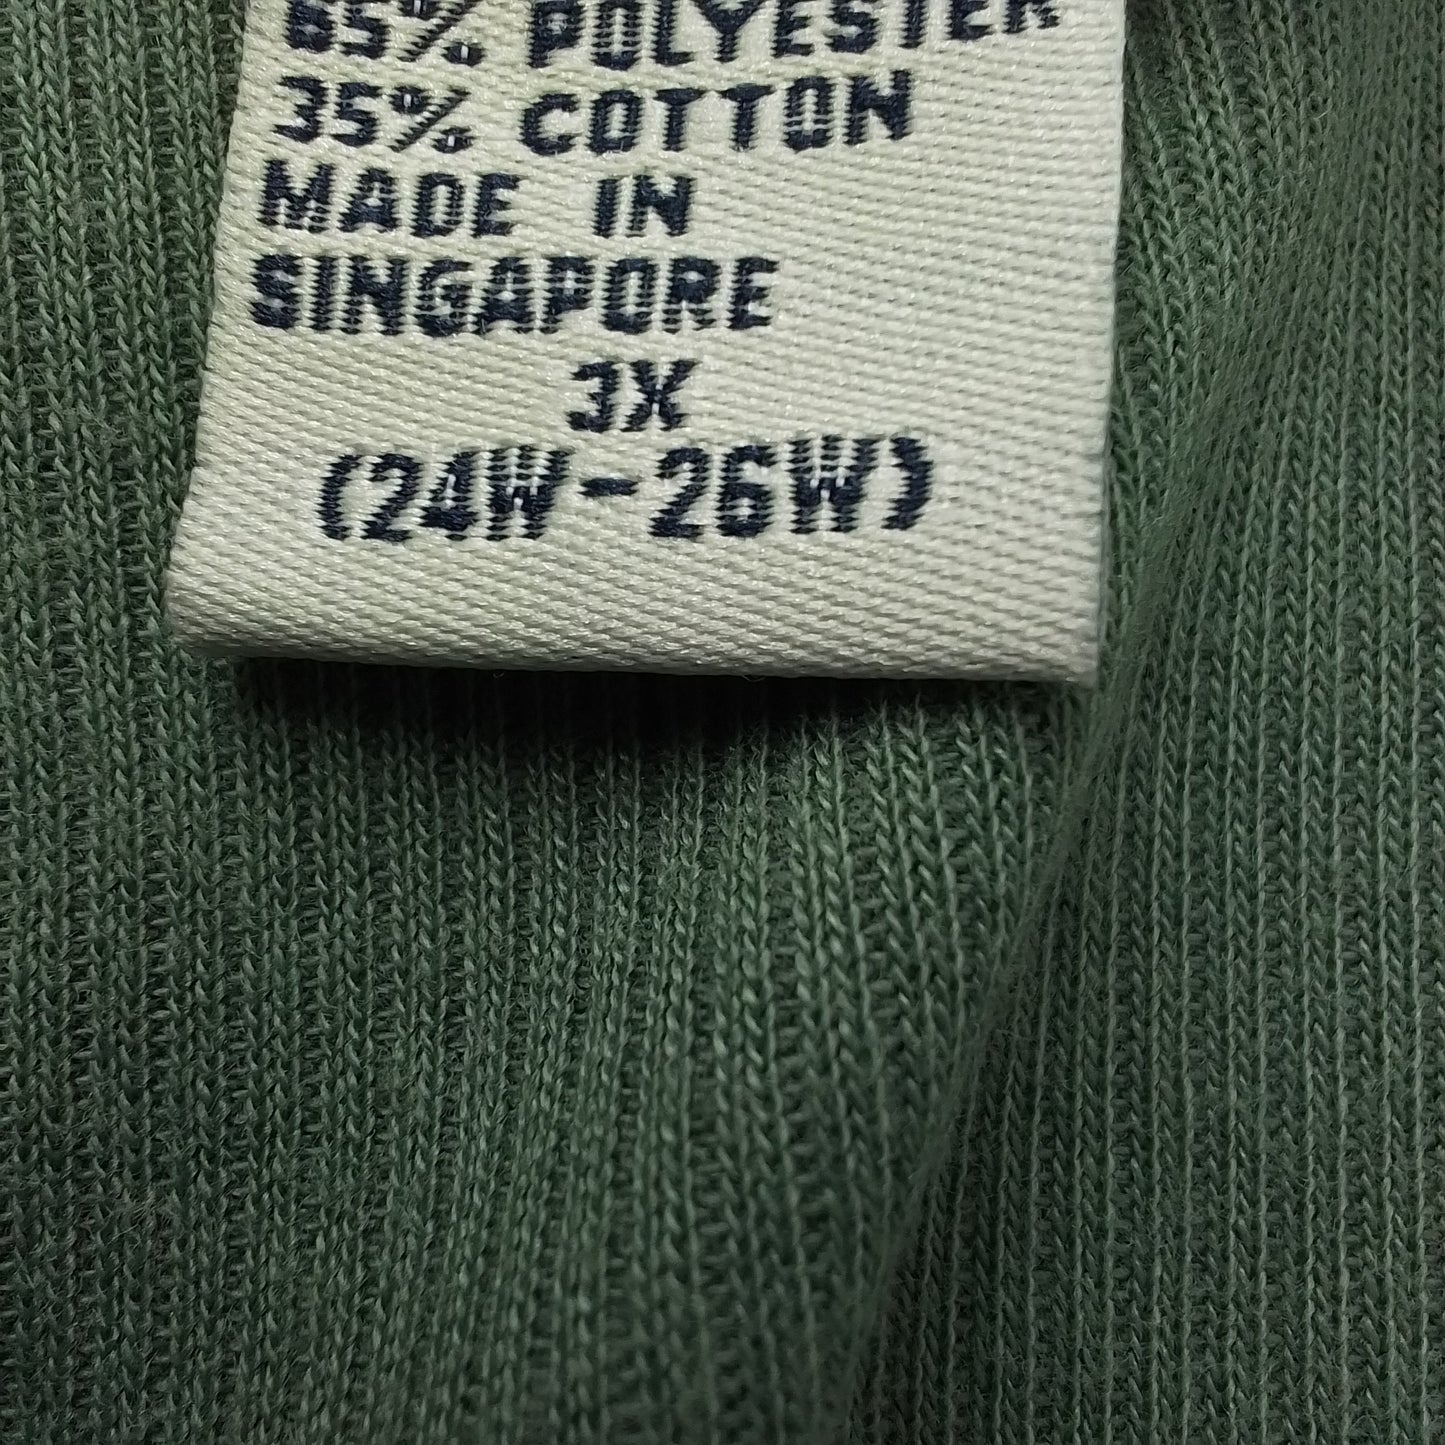 65% POLYESTER
35% COTTON
MADE IN
SINGAPORE
3X
(24W-26W)